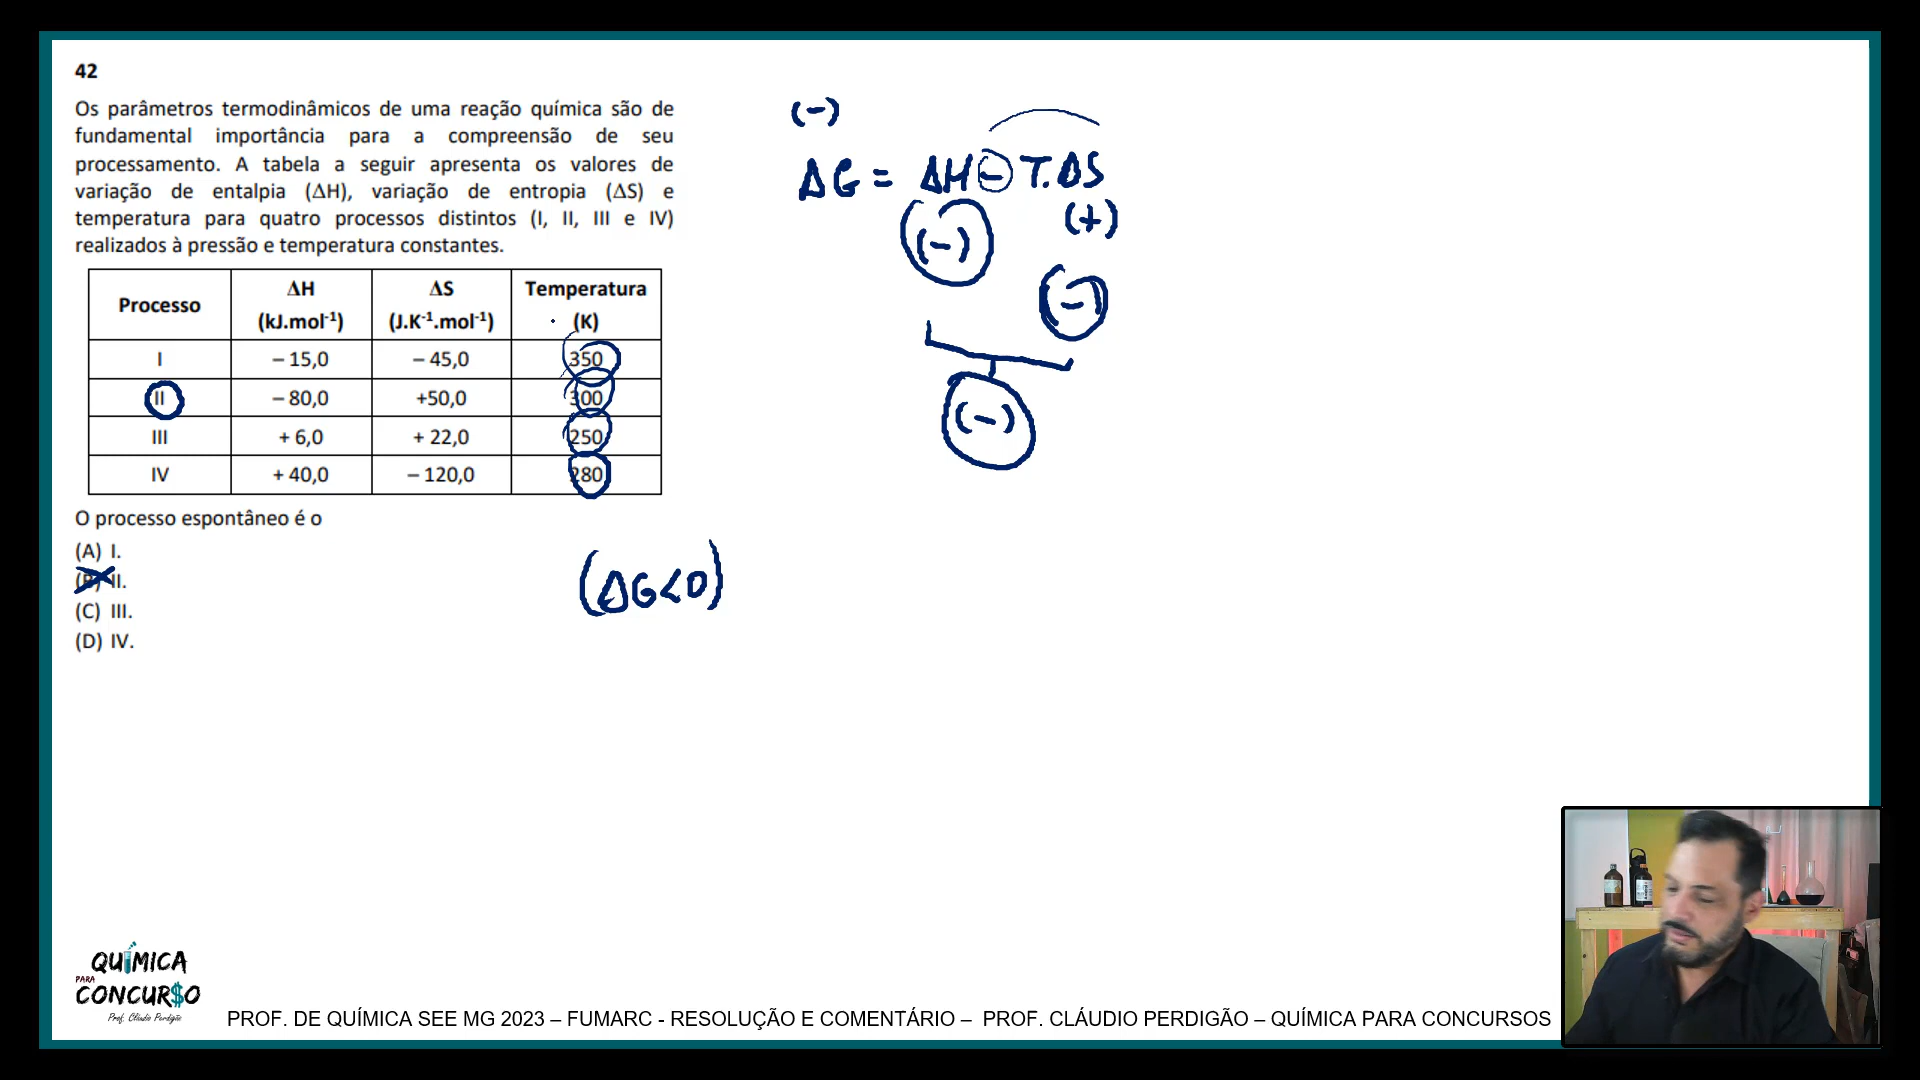 42
Os parâmetros termodinâmicos de uma reação química são de
fundamental importância para a compreensão de seu
processamento. A tabela a seguir apresenta os valores de
variação de entalpia (ΔH), variação de entropia (ΔS) e
temperatura para quatro processos distintos (I, II, III e IV)
realizados à pressão e temperatura constantes.
Processo ΔH (kJ.mol⁻¹) ΔS (J.K⁻¹.mol⁻¹) Temperatura (K)
I – 15,0 – 45,0 350
II – 80,0 +50,0 300
III + 6,0 + 22,0 250
IV + 40,0 – 120,0 280
O processo espontâneo é o
(A) I.
(B) II.
(C) III.
(D) IV.
(-)
ΔG = ΔH - T.ΔS
(-) (+)
(-)
(-)
(ΔG<0)
QUÍMICA
PARA
CONCUR$O
Prof. Cláudio Perdigão
PROF. DE QUÍMICA SEE MG 2023 – FUMARC - RESOLUÇÃO E COMENTÁRIO – PROF. CLÁUDIO PERDIGÃO – QUÍMICA PARA CONCURSOS